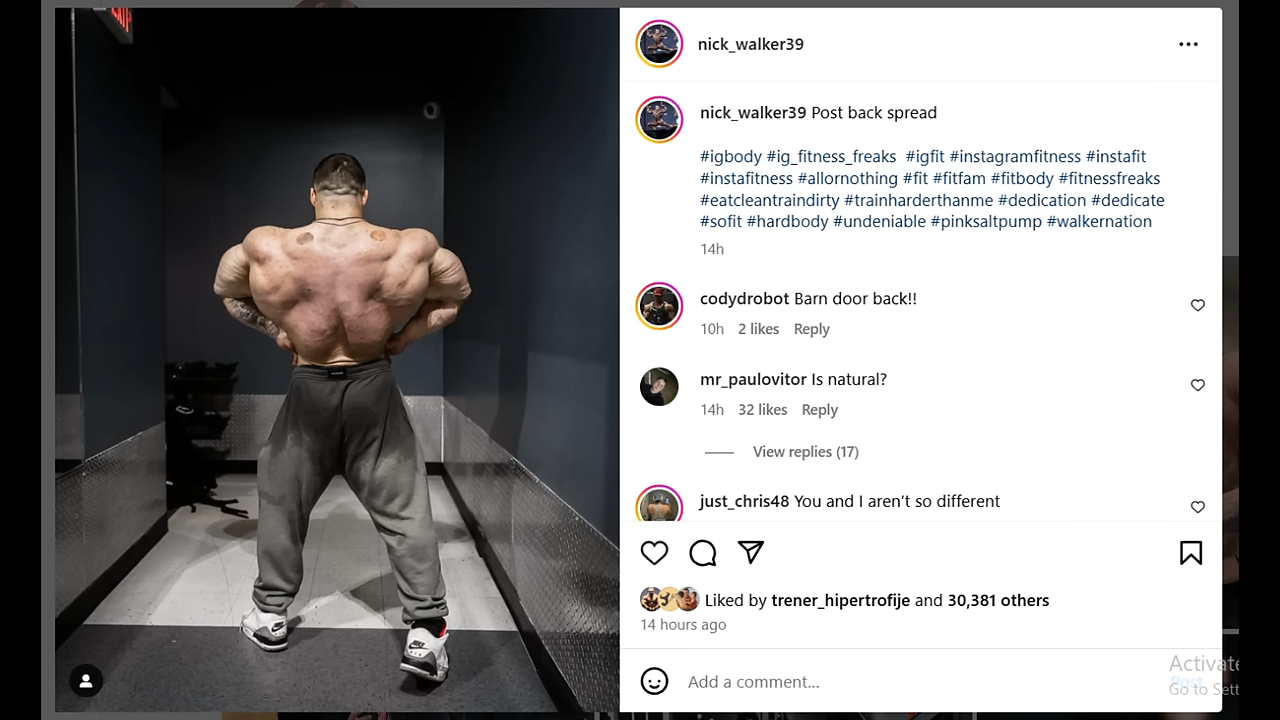 nick_walker39
nick_walker39 Post back spread
#igbody #ig_fitness_freaks #igfit #instagramfitness #instafit
#instafitness #allornothing #fit #fitfam #fitbody #fitnessfreaks
#eatcleantraindirty #trainharderthanme #dedication #dedicate
#sofit #hardbody #undeniable #pinksaltpump #walkernation
14h
codydrobot Barn door back!!
10h 2 likes Reply
mr_paulovitor Is natural?
14h 32 likes Reply
View replies (17)
just_chris48 You and I aren't so different
Liked by trener_hipertrofije and 30,381 others
14 hours ago
Add a comment...
Post
Activate
Go to Sett